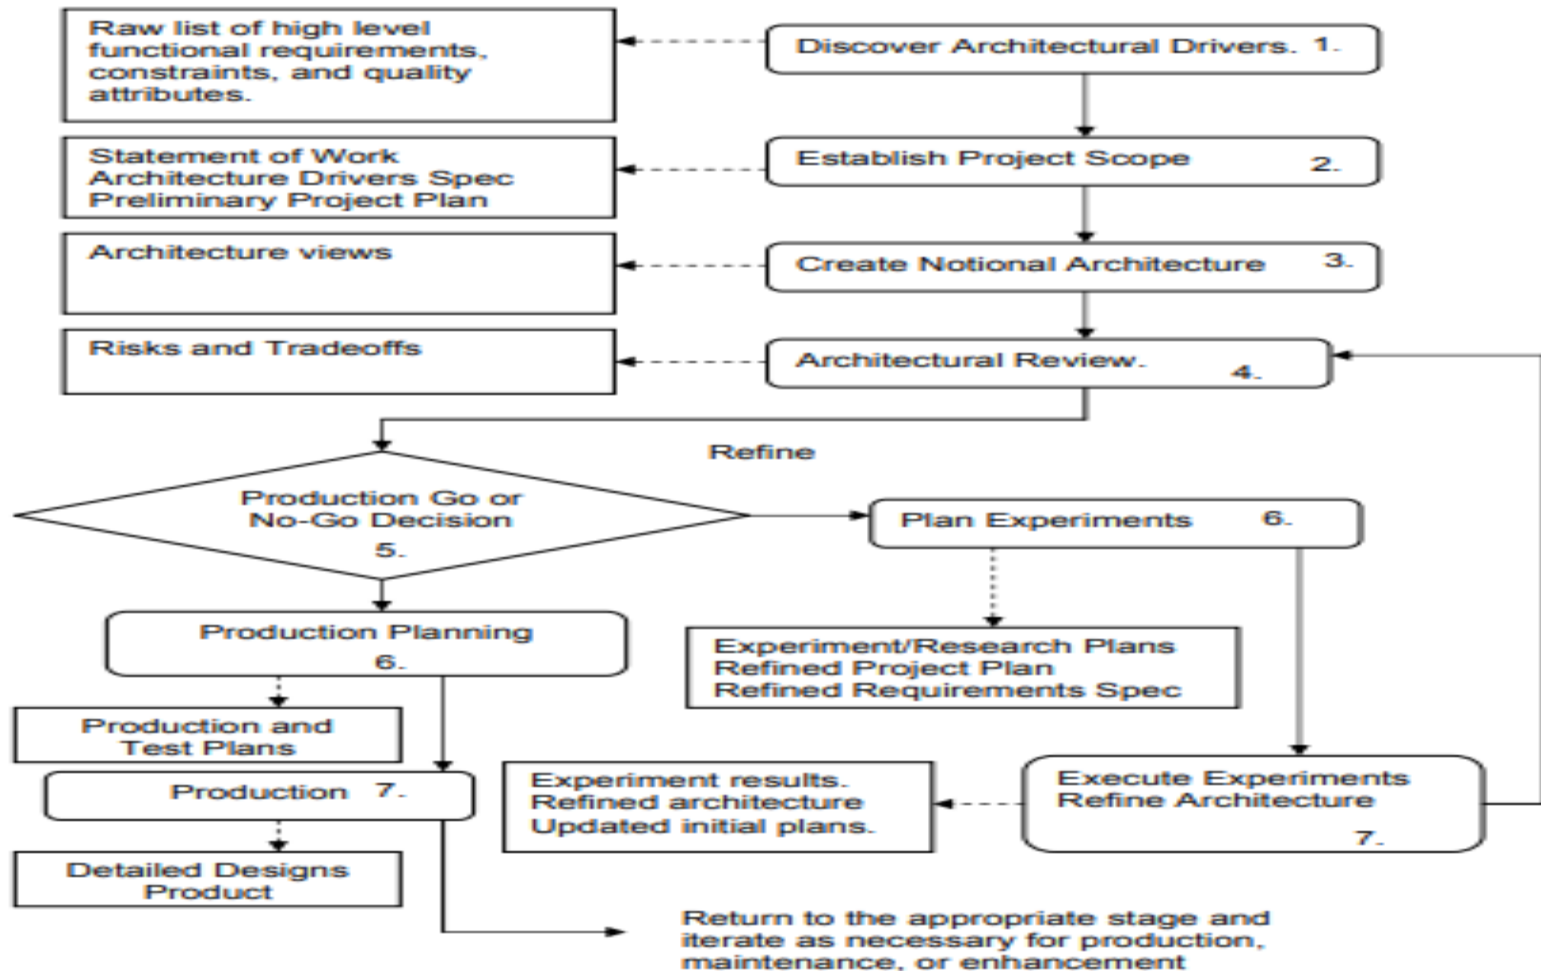 Raw list of high level
functional requirements,
constraints, and quality
attributes.
Discover Architectural Drivers. 1.
Statement of Work
Architecture Drivers Spec
Preliminary Project Plan
Establish Project Scope 2.
Architecture views
Create Notional Architecture 3.
Risks and Tradeoffs
Architectural Review.
4.
Refine
Production Go or
No-Go Decision
5.
Plan Experiments 6.
Production Planning
6.
Experiment/Research Plans
Refined Project Plan
Refined Requirements Spec
Production and
Test Plans
Production 7.
Experiment results.
Refined architecture
Updated initial plans.
Execute Experiments
Refine Architecture
7.
Detailed Designs
Product
Return to the appropriate stage and
iterate as necessary for production,
maintenance, or enhancement